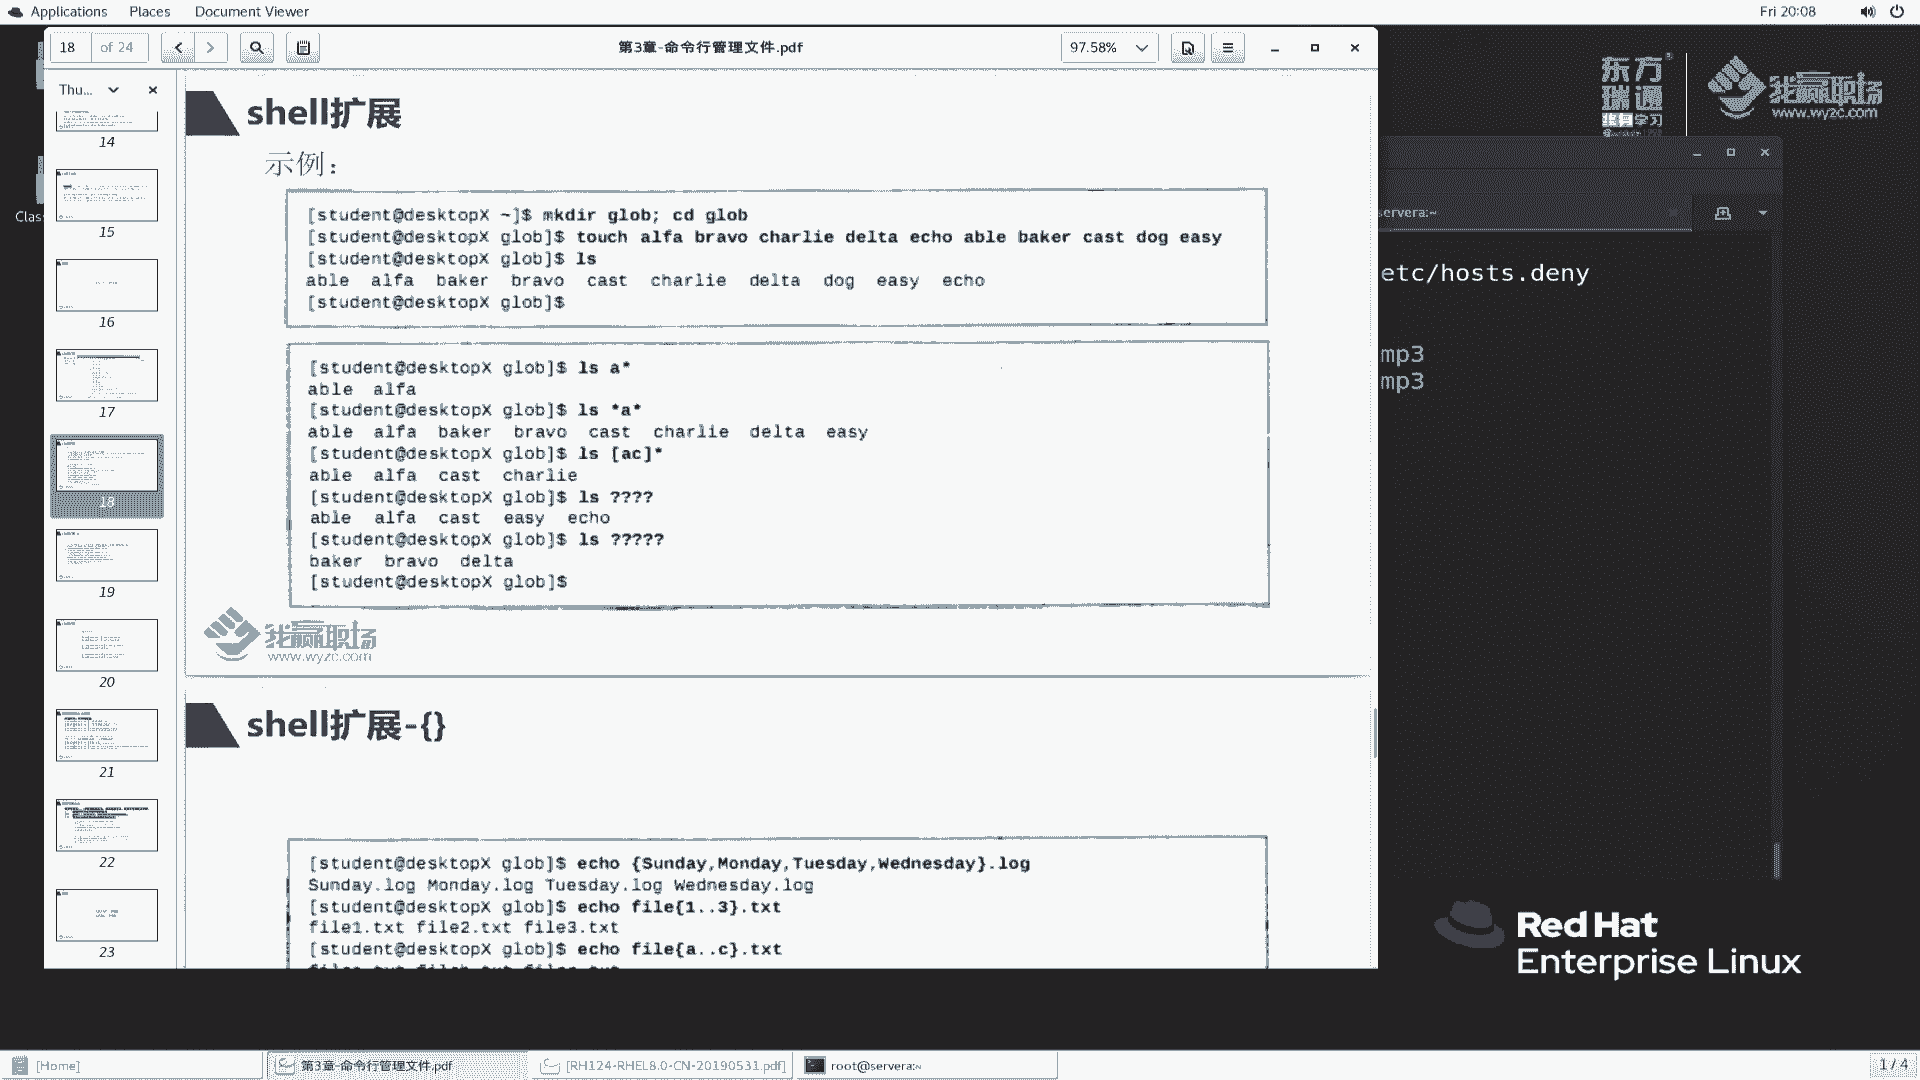 Applications Places Document Viewer Fri 20:08
18 of 24 第3章-命令行管理文件.pdf 97.58%
Thu...
14
15
16
17
18
19
20
21
22
23
shell扩展
示例：
[student@desktopX ~]$ mkdir glob; cd glob
[student@desktopX glob]$ touch alfa bravo charlie delta echo able baker cast dog easy
[student@desktopX glob]$ ls
able alfa baker bravo cast charlie delta dog easy echo
[student@desktopX glob]$
[student@desktopX glob]$ ls a*
able alfa
[student@desktopX glob]$ ls *a*
able alfa baker bravo cast charlie delta easy
[student@desktopX glob]$ ls [ac]*
able alfa cast charlie
[student@desktopX glob]$ ls ????
able alfa cast easy echo
[student@desktopX glob]$ ls ?????
baker bravo delta
[student@desktopX glob]$
我赢职场
www.wyzc.com
shell扩展-{}
[student@desktopX glob]$ echo {Sunday,Monday,Tuesday,Wednesday}.log
Sunday.log Monday.log Tuesday.log Wednesday.log
[student@desktopX glob]$ echo file{1..3}.txt
file1.txt file2.txt file3.txt
[student@desktopX glob]$ echo file{a..c}.txt
Clas
东方
瑞通
终身学习
我赢职场
www.wyzc.com
servera:~
etc/hosts.deny
mp3
mp3
Red Hat
Enterprise Linux
[Home] 第3章-命令行管理文件.pdf [RH124-RHEL8.0-CN-20190531.pdf] root@servera:~ 1 / 4